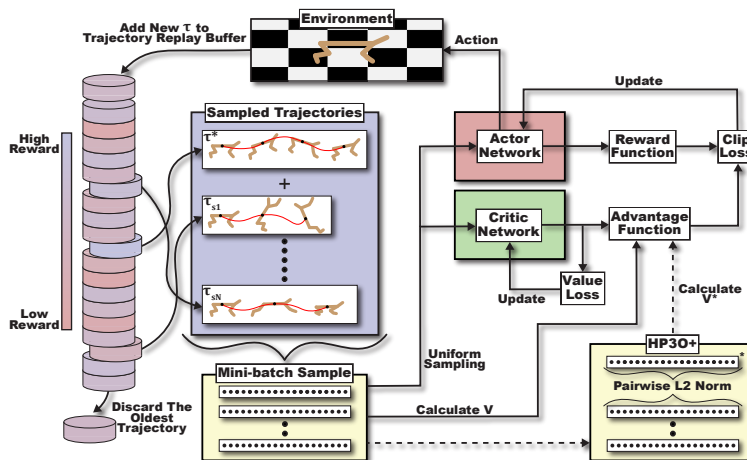 Environment
Add New τ to
Trajectory Replay Buffer
Action
Update
High
Reward
Sampled Trajectories
τ*
+
τs1
τsN
Actor
Network
Reward
Function
Clip
Loss
Critic
Network
Advantage
Function
Value
Loss
Update
Low
Reward
Calculate
V*
HP3O+
*
Pairwise L2 Norm
Mini-batch Sample
Uniform
Sampling
Calculate V
Discard The
Oldest
Trajectory